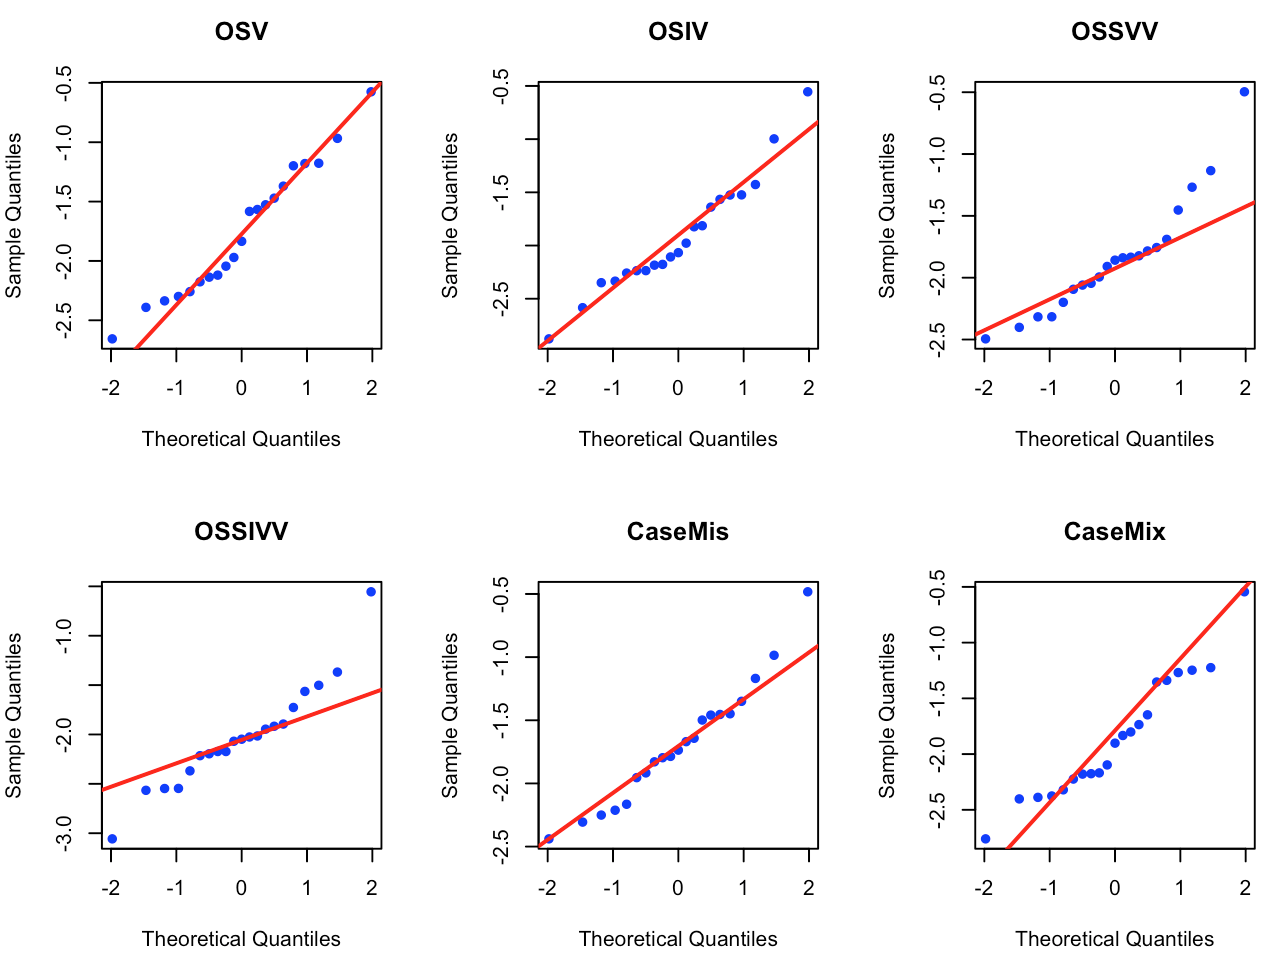 OSV
Sample Quantiles
-0.5
-1.0
-1.5
-2.0
-2.5
-2 -1 0 1 2
Theoretical Quantiles
OSIV
Sample Quantiles
-0.5
-1.5
-2.5
-2 -1 0 1 2
Theoretical Quantiles
OSSVV
Sample Quantiles
-0.5
-1.0
-1.5
-2.0
-2.5
-2 -1 0 1 2
Theoretical Quantiles
OSSIVV
Sample Quantiles
-1.0
-2.0
-3.0
-2 -1 0 1 2
Theoretical Quantiles
CaseMis
Sample Quantiles
-0.5
-1.0
-1.5
-2.0
-2.5
-2 -1 0 1 2
Theoretical Quantiles
CaseMix
Sample Quantiles
-0.5
-1.0
-1.5
-2.0
-2.5
-2 -1 0 1 2
Theoretical Quantiles